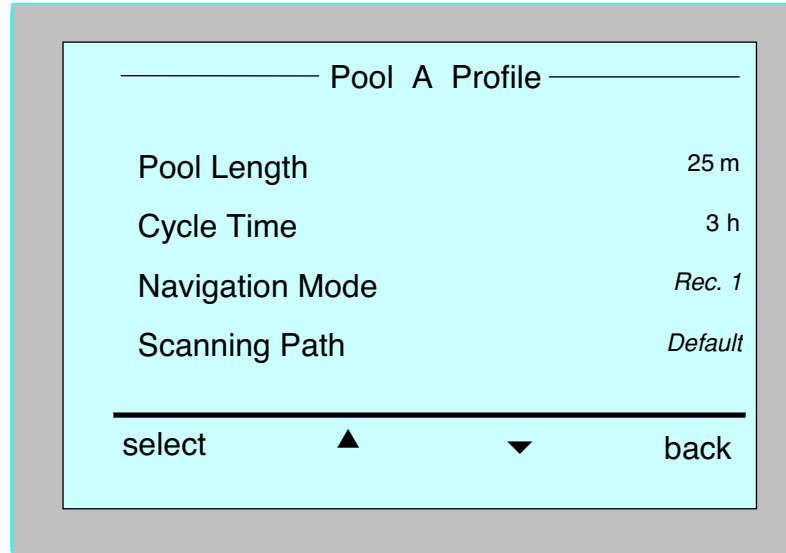 Pool A Profile
Pool Length 25 m
Cycle Time 3 h
Navigation Mode Rec. 1
Scanning Path Default
select ▲ ▼ back